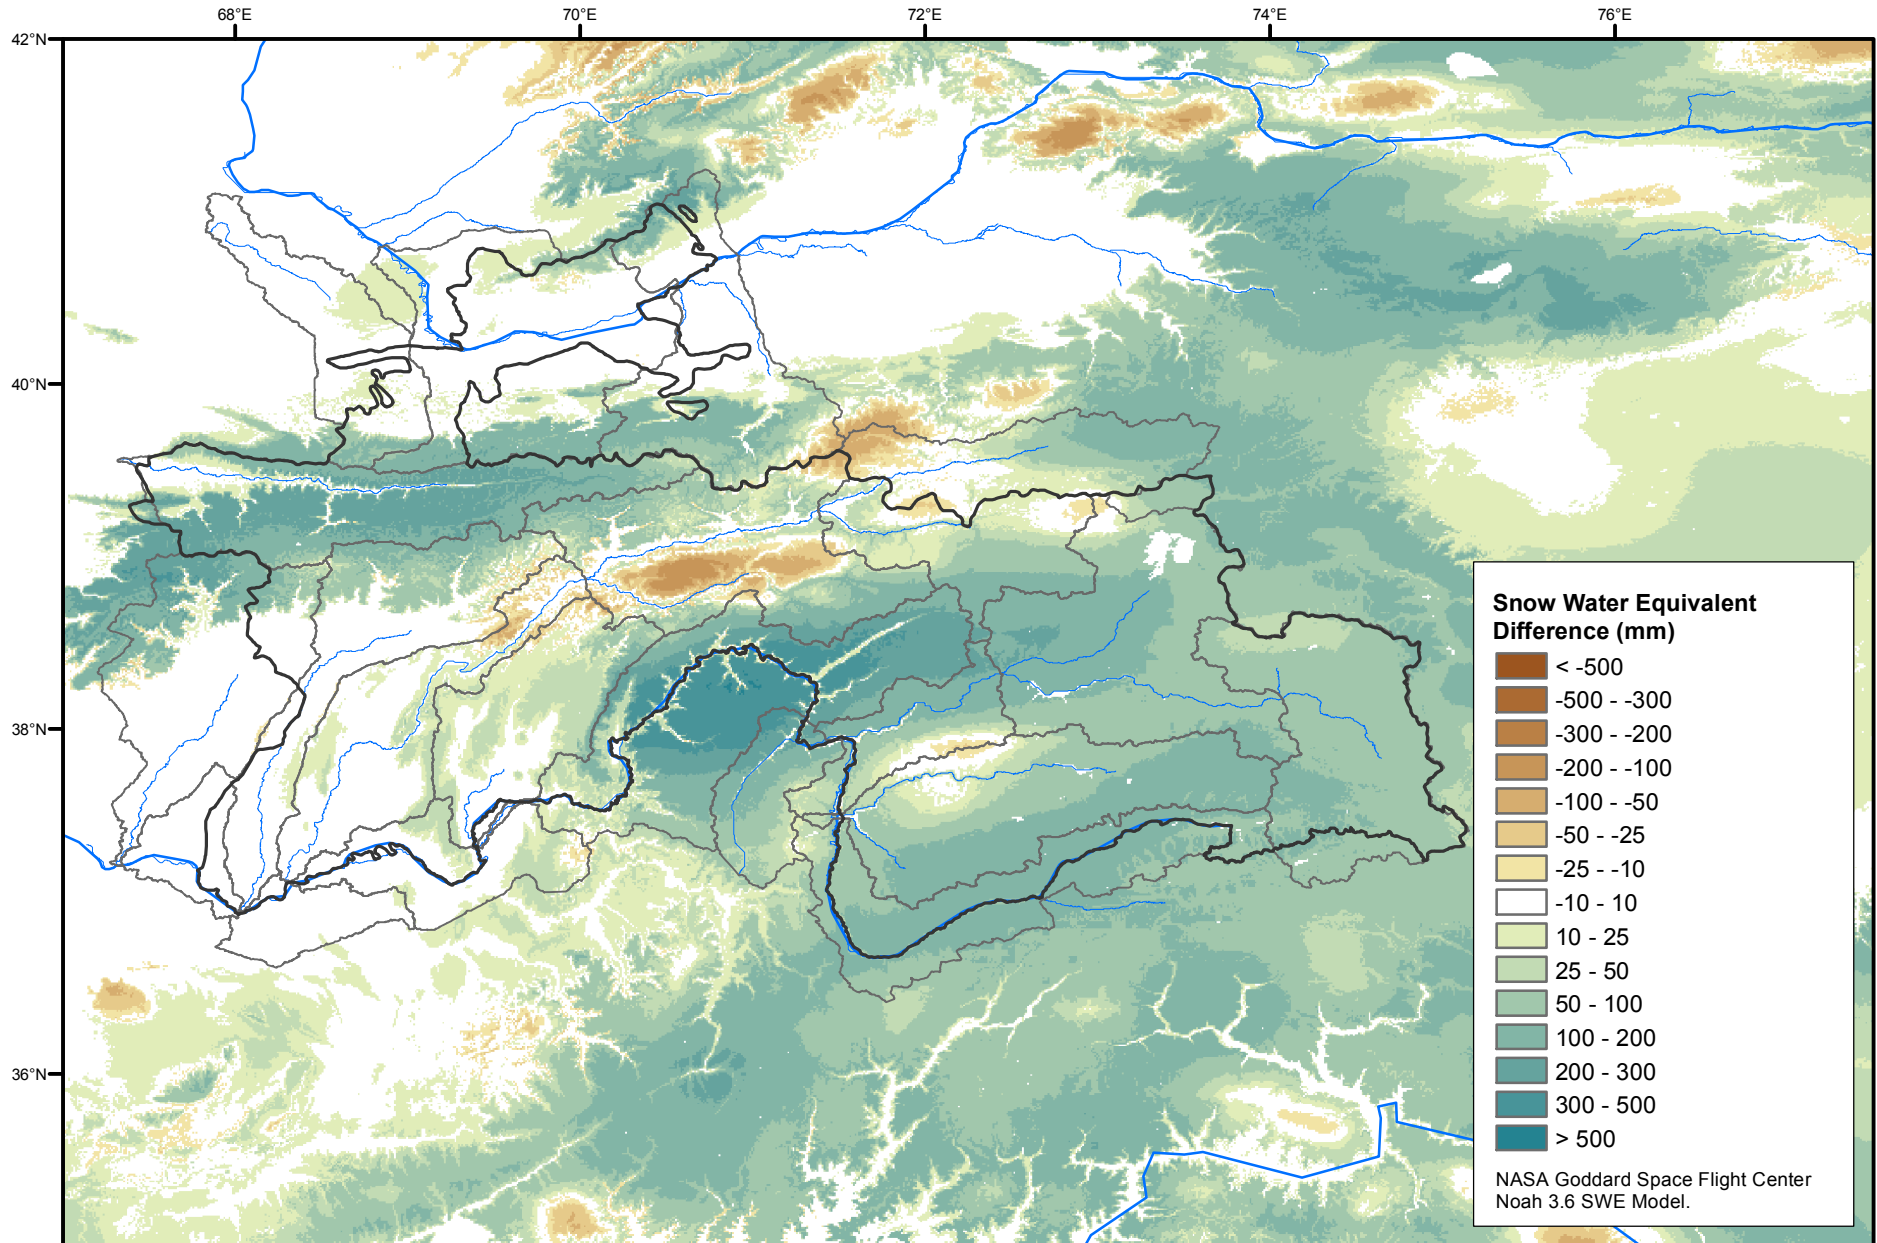 68°E
70°E
72°E
74°E
76°E
42°N
40°N
38°N
36°N
Snow Water Equivalent
Difference (mm)
< -500
-500 - -300
-300 - -200
-200 - -100
-100 - -50
-50 - -25
-25 - -10
-10 - 10
10 - 25
25 - 50
50 - 100
100 - 200
200 - 300
300 - 500
> 500
NASA Goddard Space Flight Center
Noah 3.6 SWE Model.